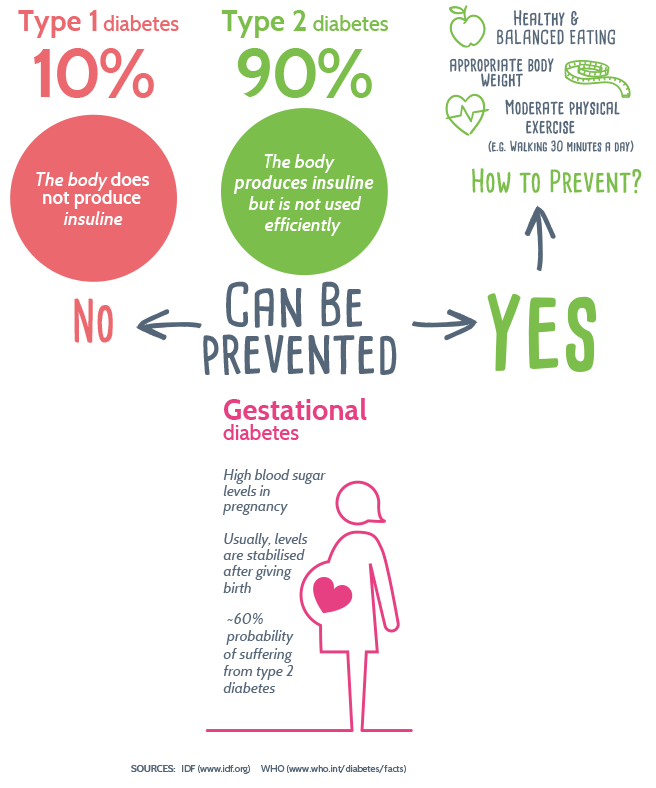 Type 1 diabetes
10%
The body does
not produce
insuline
Type 2 diabetes
90%
The body
produces insuline
but is not used
efficiently
HEALTHY &
BALANCED EATING
APPROPRIATE BODY
WEIGHT
MODERATE PHYSICAL
EXERCISE
(E.G. WALKING 30 MINUTES A DAY)
HOW TO PREVENT?
NO
CAN BE
PREVENTED
YES
Gestational
diabetes
High blood sugar
levels in
pregnancy
Usually, levels
are stabilised
after giving
birth
~60%
probability
of suffering
from type 2
diabetes
SOURCES: IDF (www.idf.org) WHO (www.who.int/diabetes/facts)